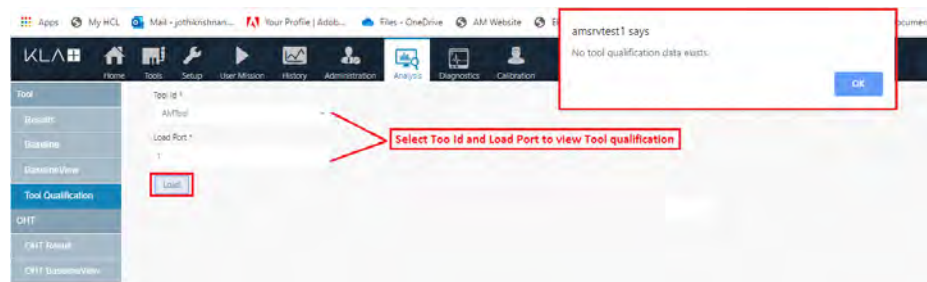 Apps My HCL Mail - jothikrishnan... Your Profile | Adob... Files - OneDrive AM Website
amsrvtest1 says
No tool qualification data exists.
OK
KLA
Home Tools Setup User Mission History Administration Analysis Diagnostics Calibration
Tool
Results
Baseline
BaselineView
Tool Qualification
OHT
OHT Result
OHT BaselineView
Tool Id *
AMTool
Load Port *
1
Load
Select Too Id and Load Port to view Tool qualification